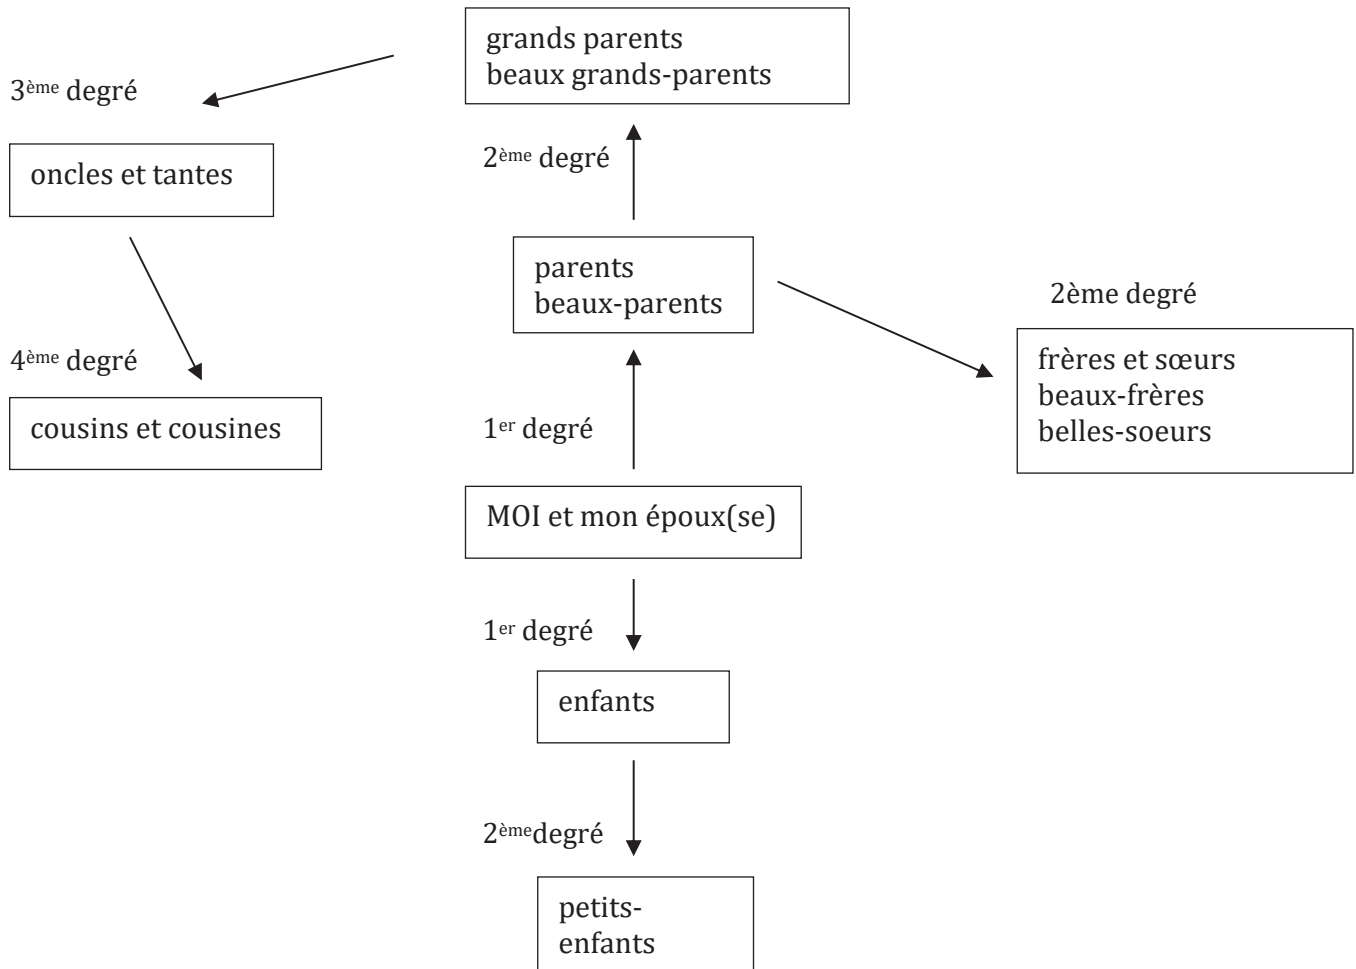 grands parents
beaux grands-parents
3ème degré
2ème degré
oncles et tantes
parents
beaux-parents
2ème degré
4ème degré
frères et sœurs
beaux-frères
belles-soeurs
cousins et cousines
1er degré
MOI et mon époux(se)
1er degré
enfants
2èmedegré
petits-
enfants